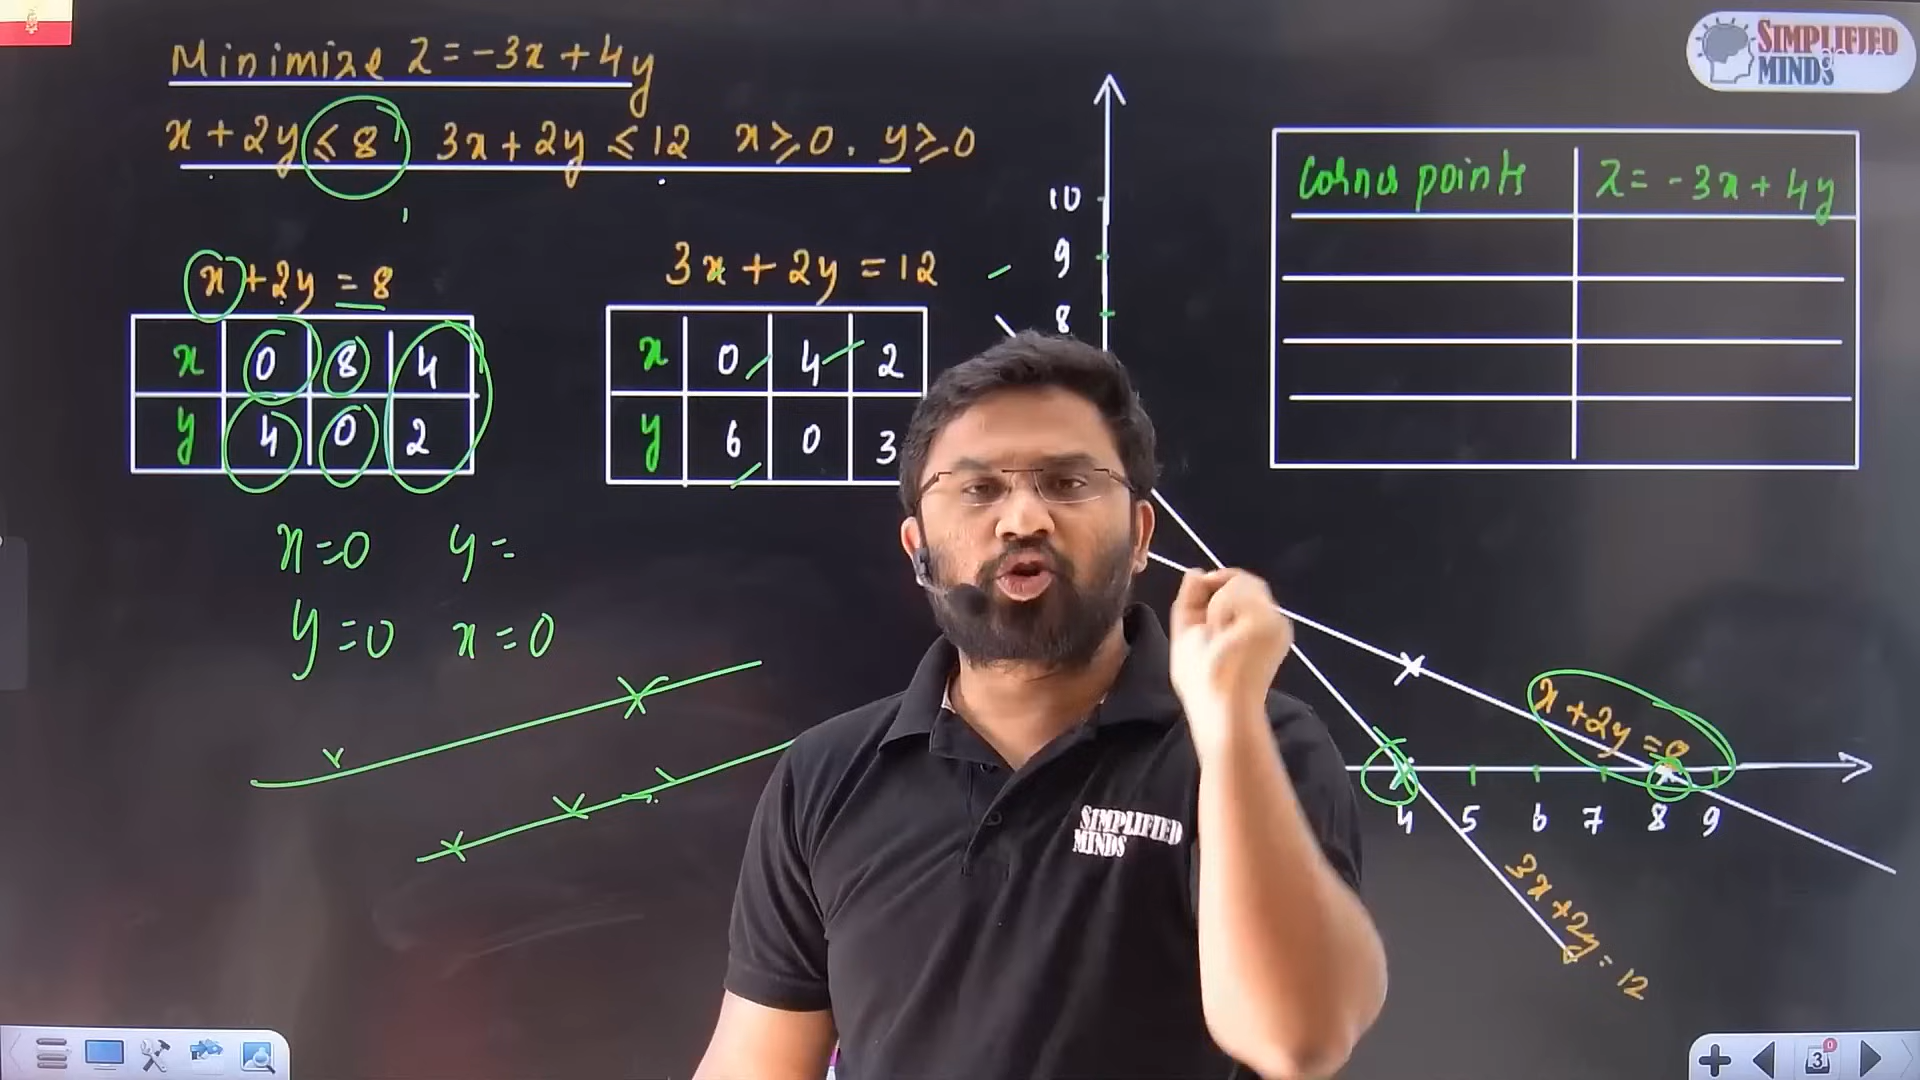 Minimize Z = -3x + 4y
x + 2y ≤ 8 3x + 2y ≤ 12 x ≥ 0 . y ≥ 0
x + 2y = 8
x 0 8 4
y 4 0 2
x = 0 y =
y = 0 x = 0
3x + 2y = 12
x 0 4 2
y 6 0 3
10
9
8
x + 2y = 8
4 5 6 7 8 9
3x + 2y = 12
Corner points Z = -3x + 4y
SIMPLIFIED
MINDS
SIMPLIFIED
MINDS
3
0